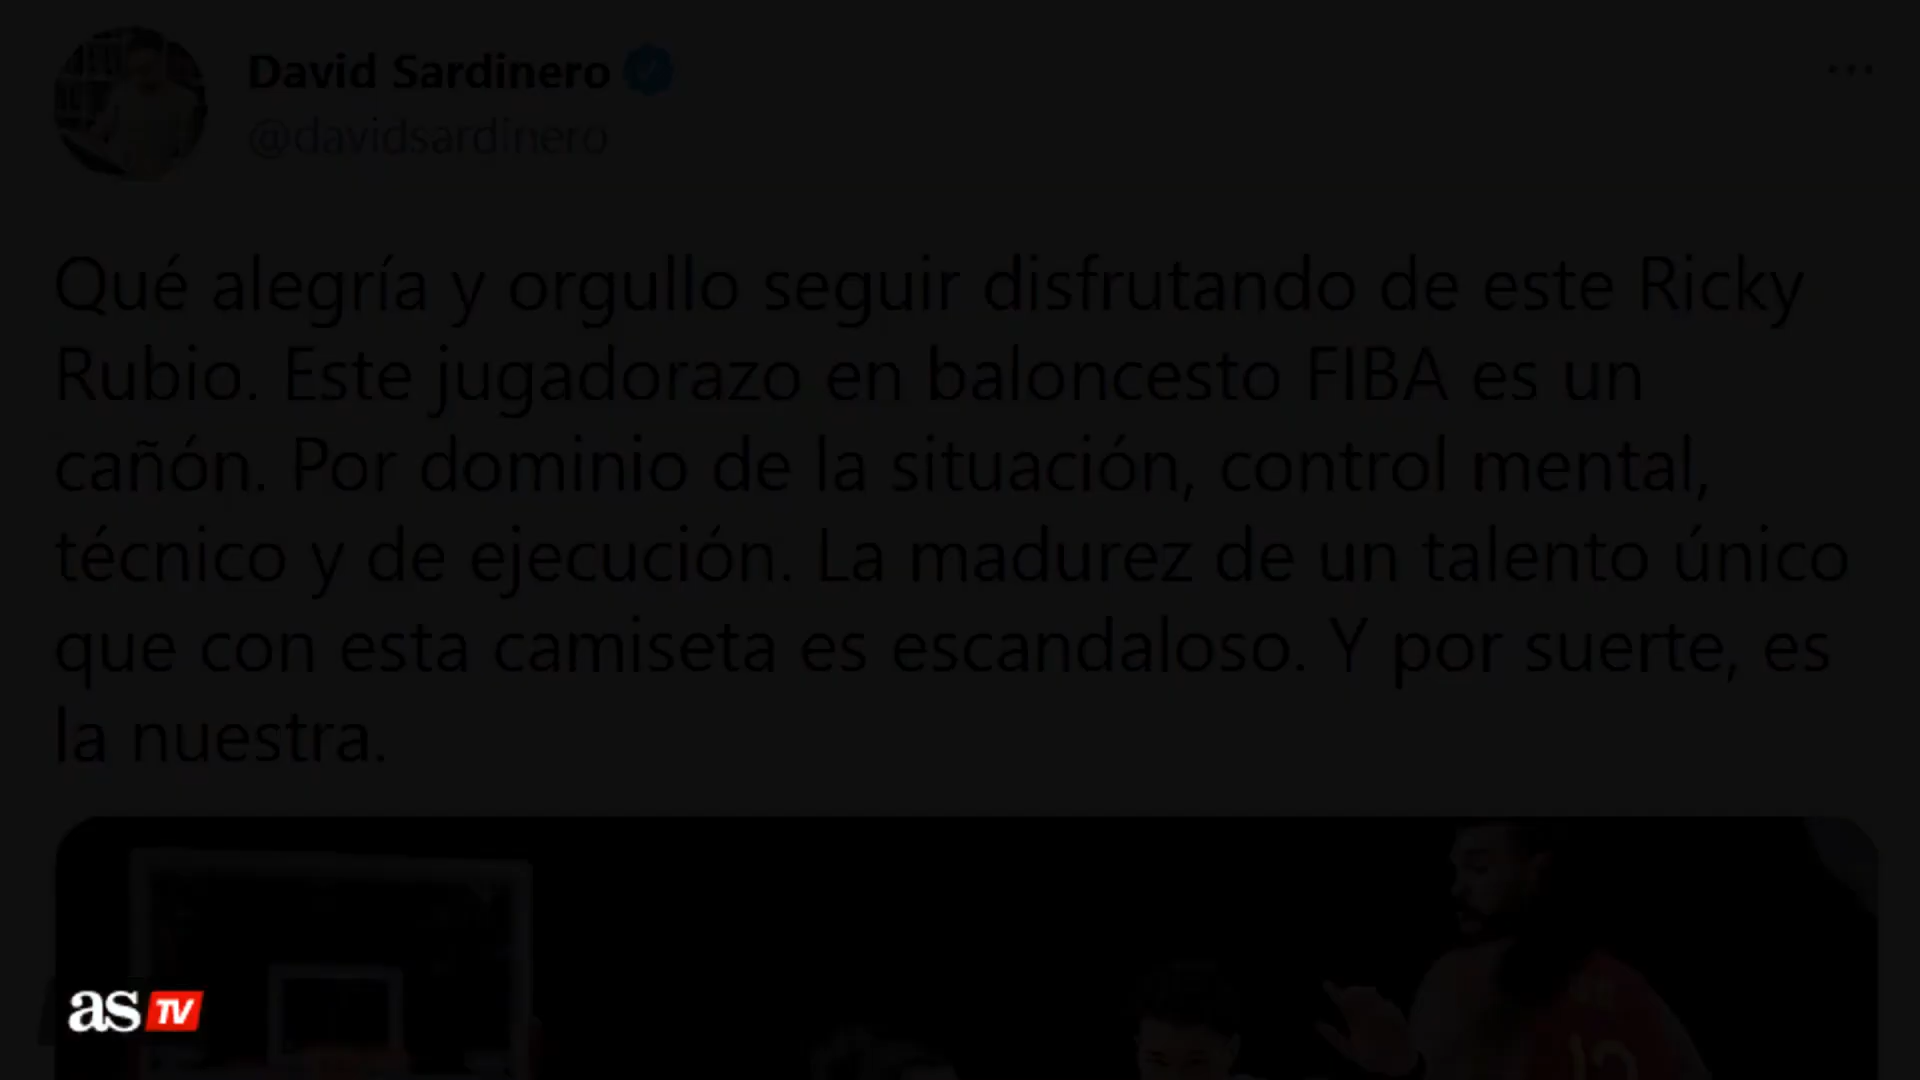 David Sardinero
@davidsardinero
Qué alegría y orgullo seguir disfrutando de este Ricky
Rubio. Este jugadorazo en baloncesto FIBA es un
cañón. Por dominio de la situación, control mental,
técnico y de ejecución. La madurez de un talento único
que con esta camiseta es escandaloso. Y por suerte, es
la nuestra.
as TV